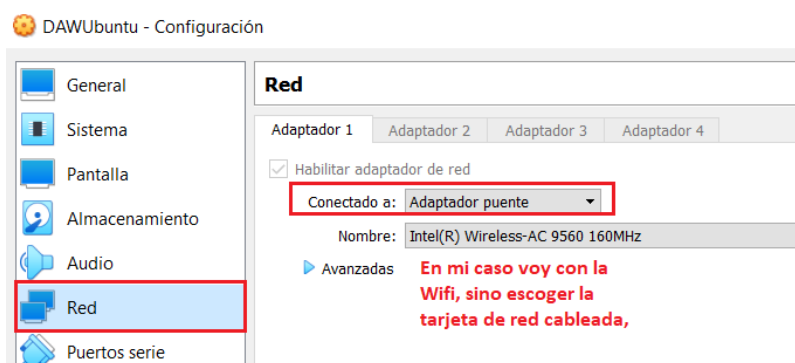 DAWUbuntu - Configuración
General
Sistema
Pantalla
Almacenamiento
Audio
Red
Puertos serie
Red
Adaptador 1 Adaptador 2 Adaptador 3 Adaptador 4
Habilitar adaptador de red
Conectado a: Adaptador puente
Nombre: Intel(R) Wireless-AC 9560 160MHz
Avanzadas
En mi caso voy con la
Wifi, sino escoger la
tarjeta de red cableada,